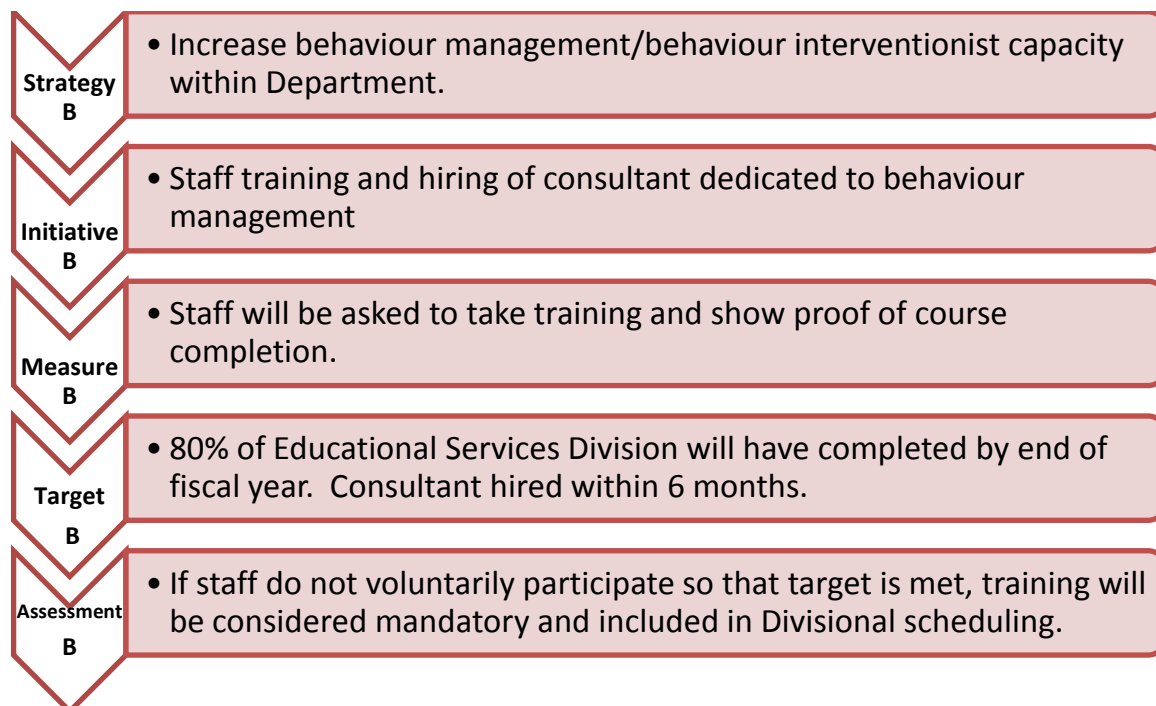 Strategy
B
• Increase behaviour management/behaviour interventionist capacity
within Department.
Initiative
B
• Staff training and hiring of consultant dedicated to behaviour
management
Measure
B
• Staff will be asked to take training and show proof of course
completion.
Target
B
• 80% of Educational Services Division will have completed by end of
fiscal year.  Consultant hired within 6 months.
Assessment
B
• If staff do not voluntarily participate so that target is met, training will
be considered mandatory and included in Divisional scheduling.